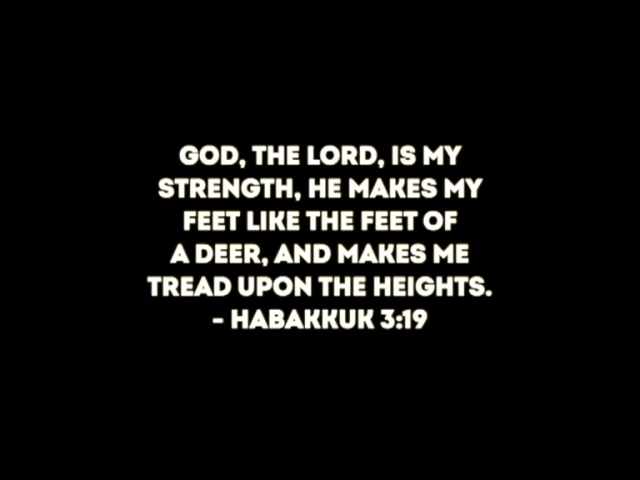 GOD, THE LORD, IS MY
STRENGTH, HE MAKES MY
FEET LIKE THE FEET OF
A DEER, AND MAKES ME
TREAD UPON THE HEIGHTS.
- HABAKKUK 3:19